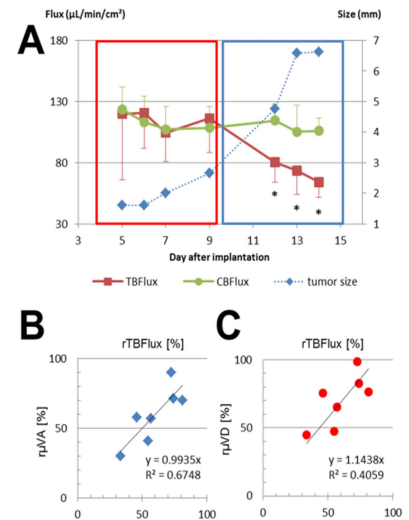 Flux (µL/min/cm²) Size (mm)
A
180 7
6
130 5
4
80 3
2
30 1
* * *
3 5 7 9 11 13 15
Day after implantation
TBFlux CBFlux tumor size
B C
rTBFlux [%] rTBFlux [%]
100 100
rµVA [%] rµVD [%]
50 50
y = 0.9935x y = 1.1438x
R² = 0.6748 R² = 0.4059
0 0
0 50 100 0 50 100